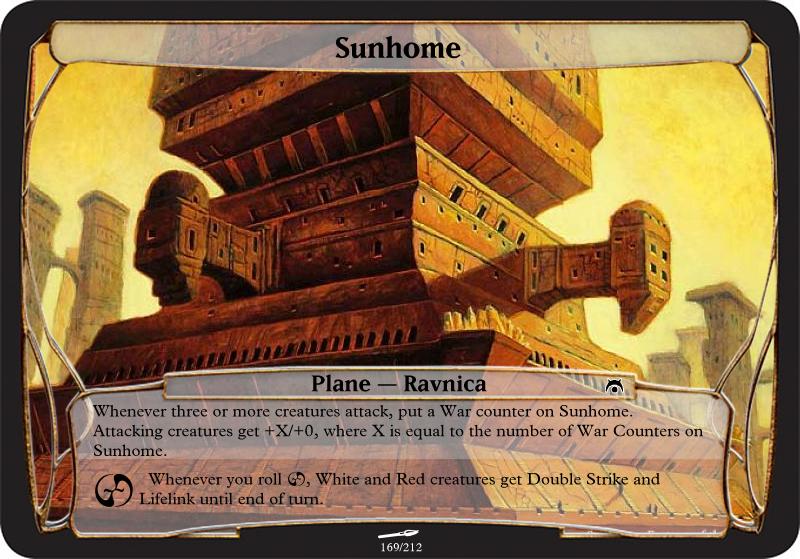 Sunhome
Plane — Ravnica
Whenever three or more creatures attack, put a War counter on Sunhome.
Attacking creatures get +X/+0, where X is equal to the number of War Counters on
Sunhome.
Whenever you roll , White and Red creatures get Double Strike and
Lifelink until end of turn.
169/212